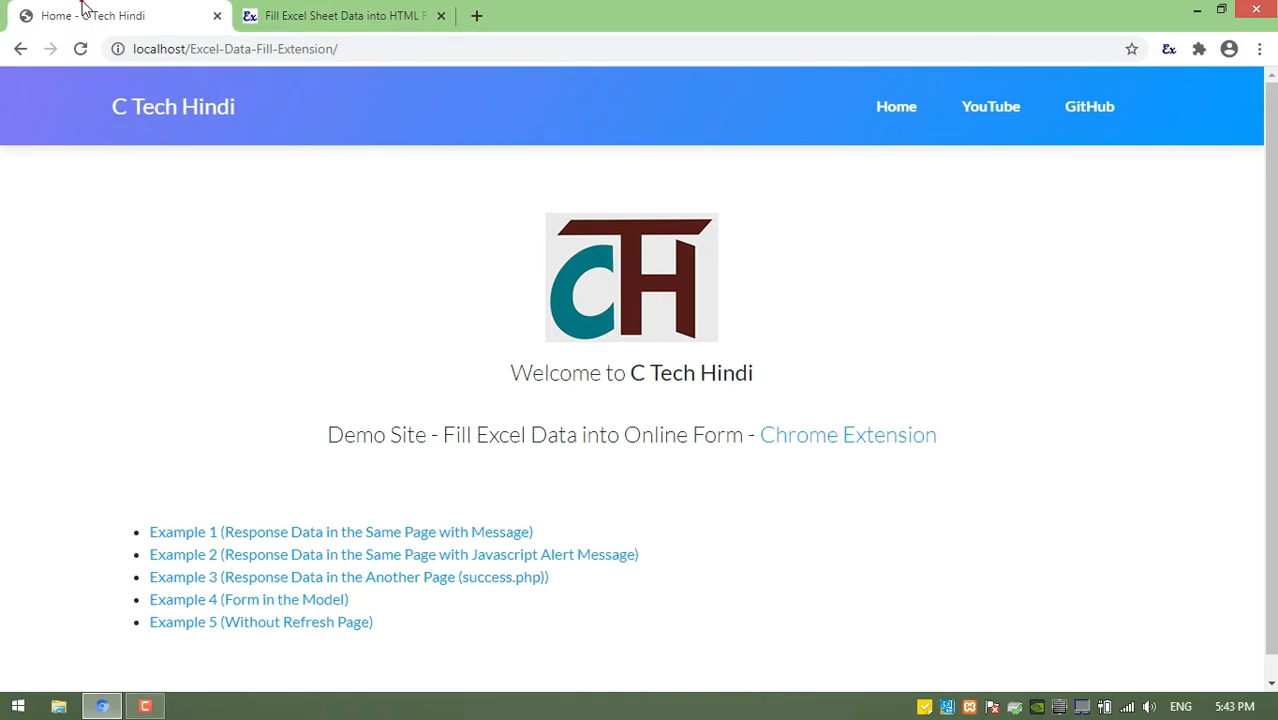 Home - C Tech Hindi
Fill Excel Sheet Data into HTML F
localhost/Excel-Data-Fill-Extension/
C Tech Hindi
Home
YouTube
GitHub
CTH
Welcome to C Tech Hindi
Demo Site - Fill Excel Data into Online Form - Chrome Extension
Example 1 (Response Data in the Same Page with Message)
Example 2 (Response Data in the Same Page with Javascript Alert Message)
Example 3 (Response Data in the Another Page (success.php))
Example 4 (Form in the Model)
Example 5 (Without Refresh Page)
ENG
5:43 PM